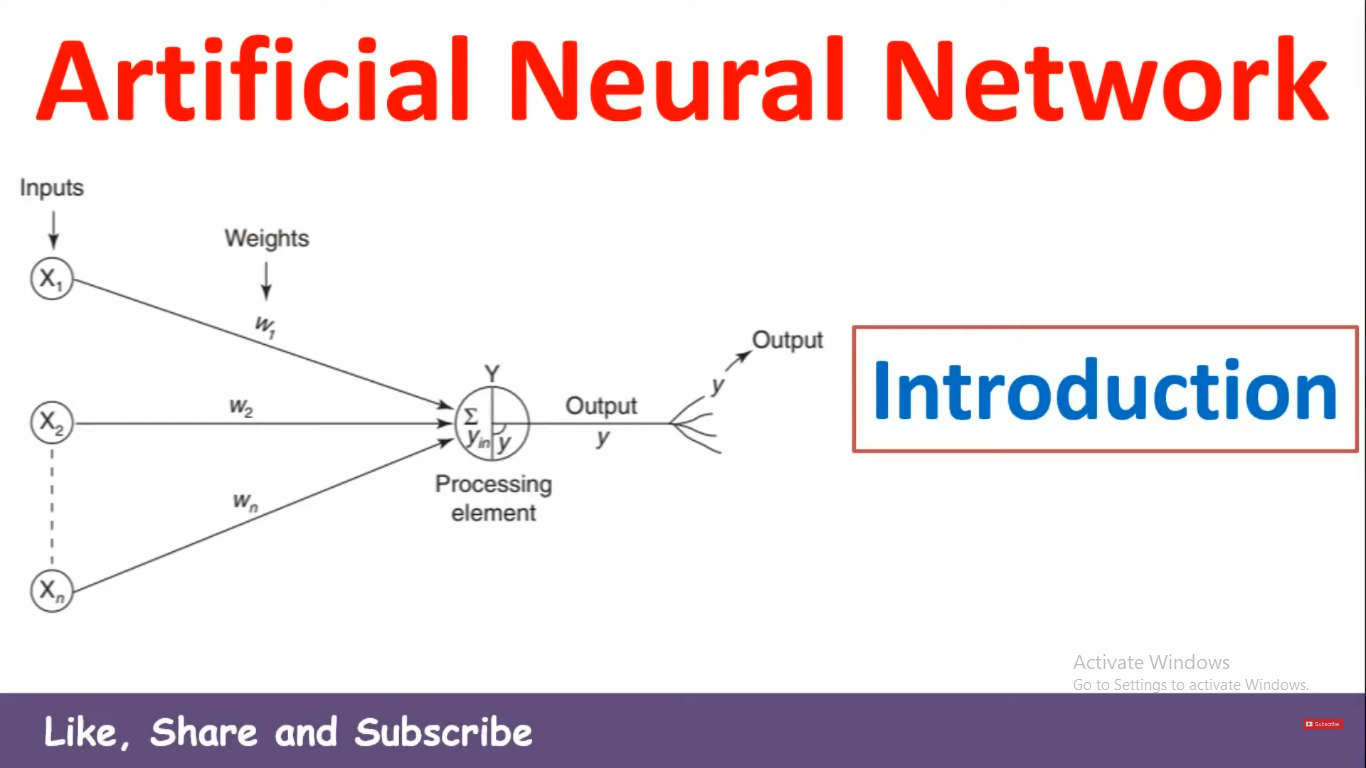 Artificial Neural Network
Inputs
Weights
X1
w1
X2
w2
Xn
wn
Y
Σ
yin y
Processing
element
Output
y
y
Output
Introduction
Activate Windows
Go to Settings to activate Windows.
Like, Share and Subscribe
Subscribe